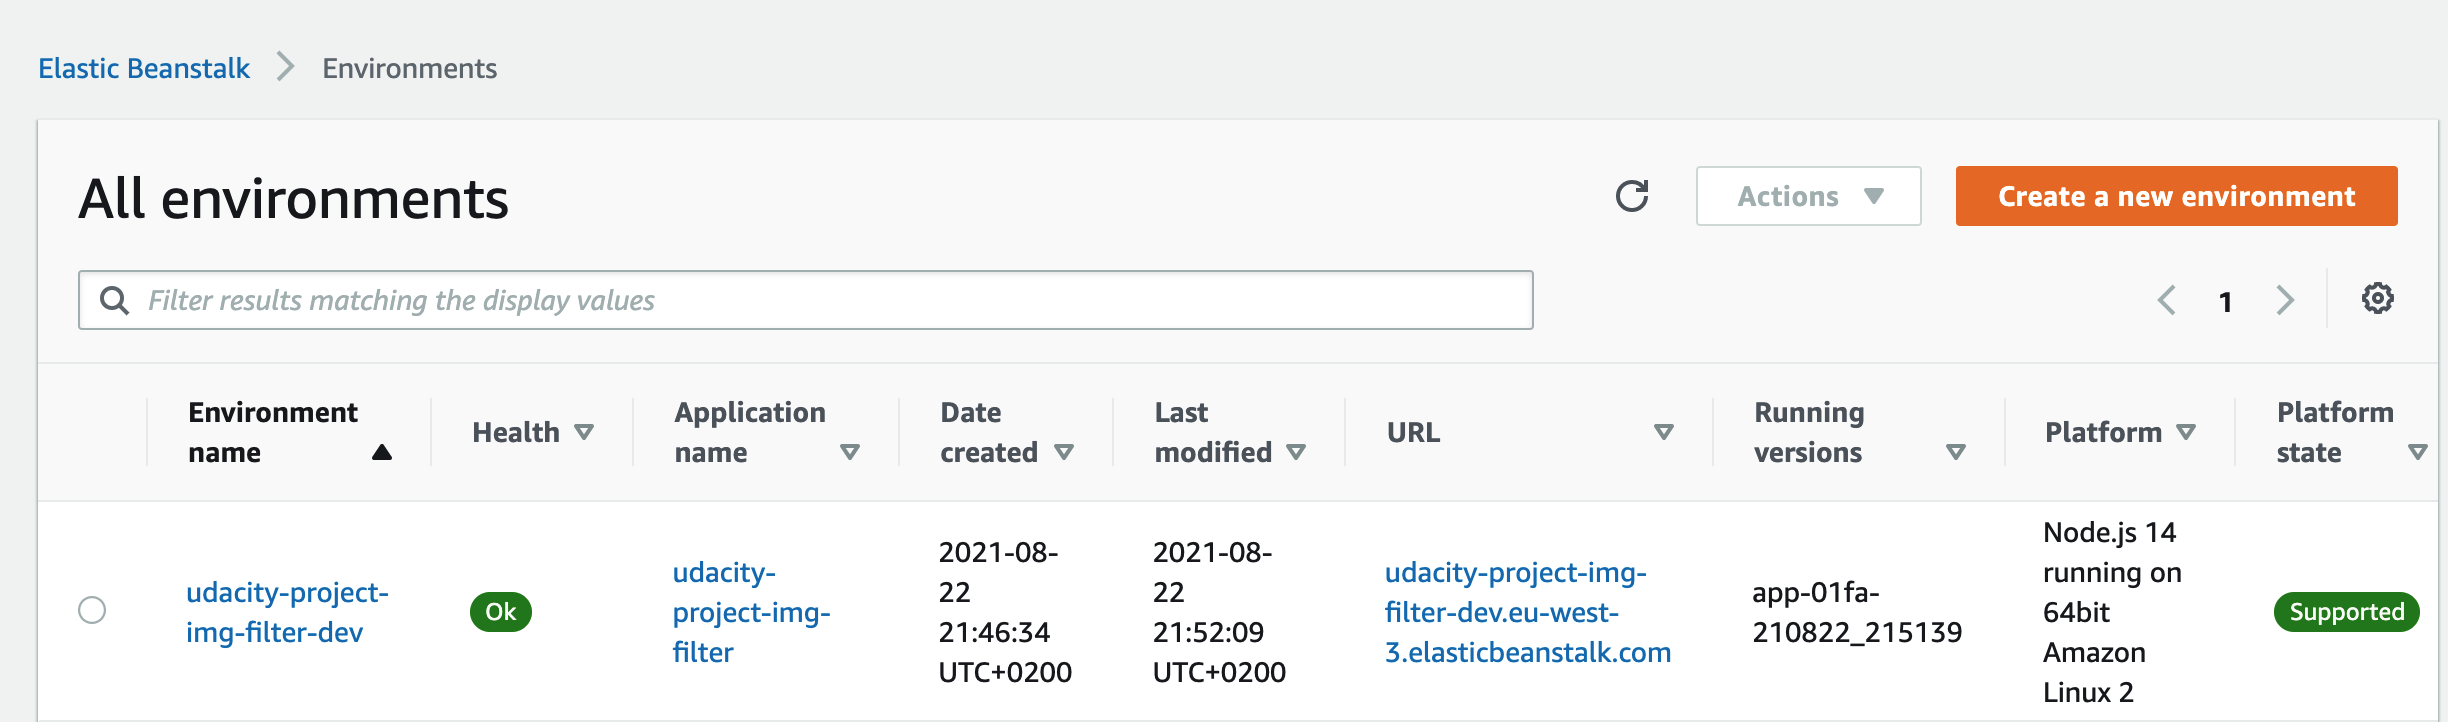 Elastic Beanstalk > Environments
All environments
Actions
Create a new environment
Filter results matching the display values
1
Environment
name
Health
Application
name
Date
created
Last
modified
URL
Running
versions
Platform
Platform
state
udacity-project-
img-filter-dev
Ok
udacity-
project-img-
filter
2021-08-
22
21:46:34
UTC+0200
2021-08-
22
21:52:09
UTC+0200
udacity-project-img-
filter-dev.eu-west-
3.elasticbeanstalk.com
app-01fa-
210822_215139
Node.js 14
running on
64bit
Amazon
Linux 2
Supported